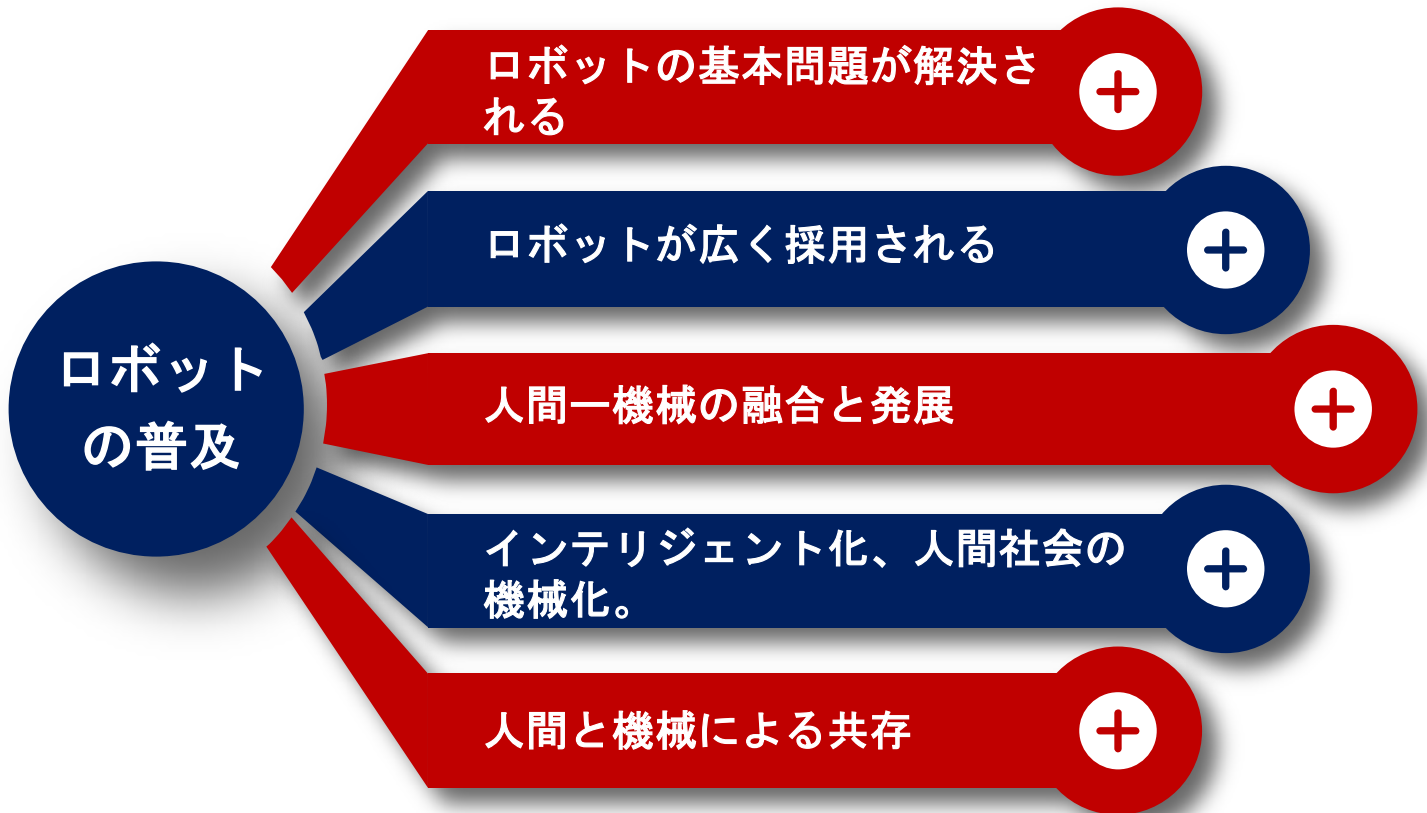 ロボットの基本問題が解決さ
れる
ロボットが広く採用される
ロボット
の普及
人間一機械の融合と発展
インテリジェント化、人間社会の
機械化。
人間と機械による共存